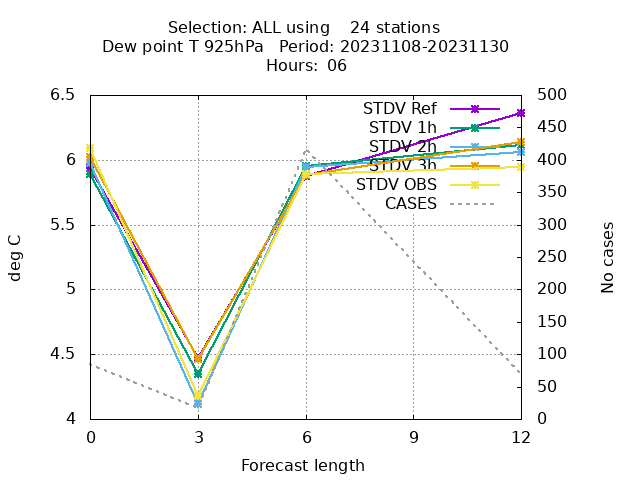 Selection: ALL using    24 stations
Dew point T 925hPa   Period: 20231108-20231130
Hours: 06
6.5
6
5.5
5
4.5
4
500
450
400
350
300
250
200
150
100
50
0
STDV Ref
STDV 1h
STDV 2h
STDV 3h
STDV OBS
CASES
deg C
No cases
0
3
6
9
12
Forecast length